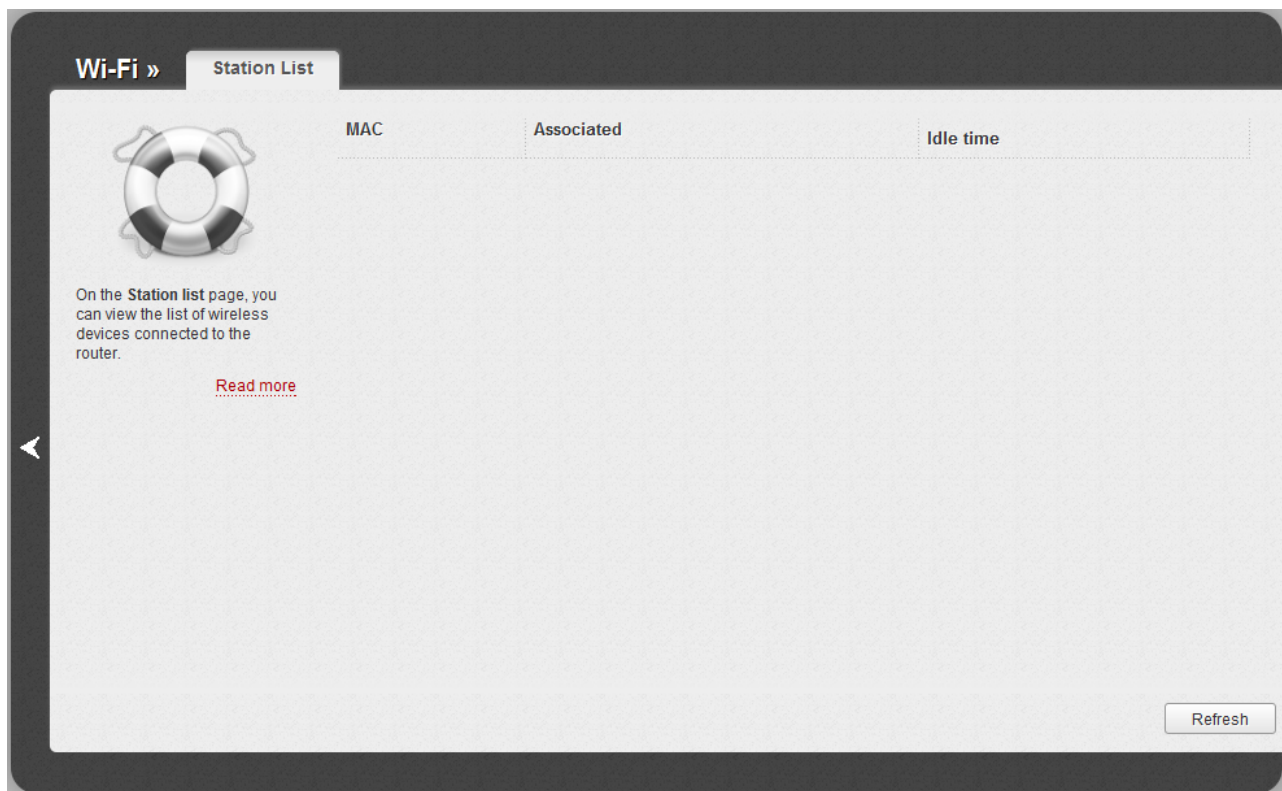 Wi-Fi »
Station List
MAC
Associated
Idle time
On the Station list page, you
can view the list of wireless
devices connected to the
router.
Read more
Refresh